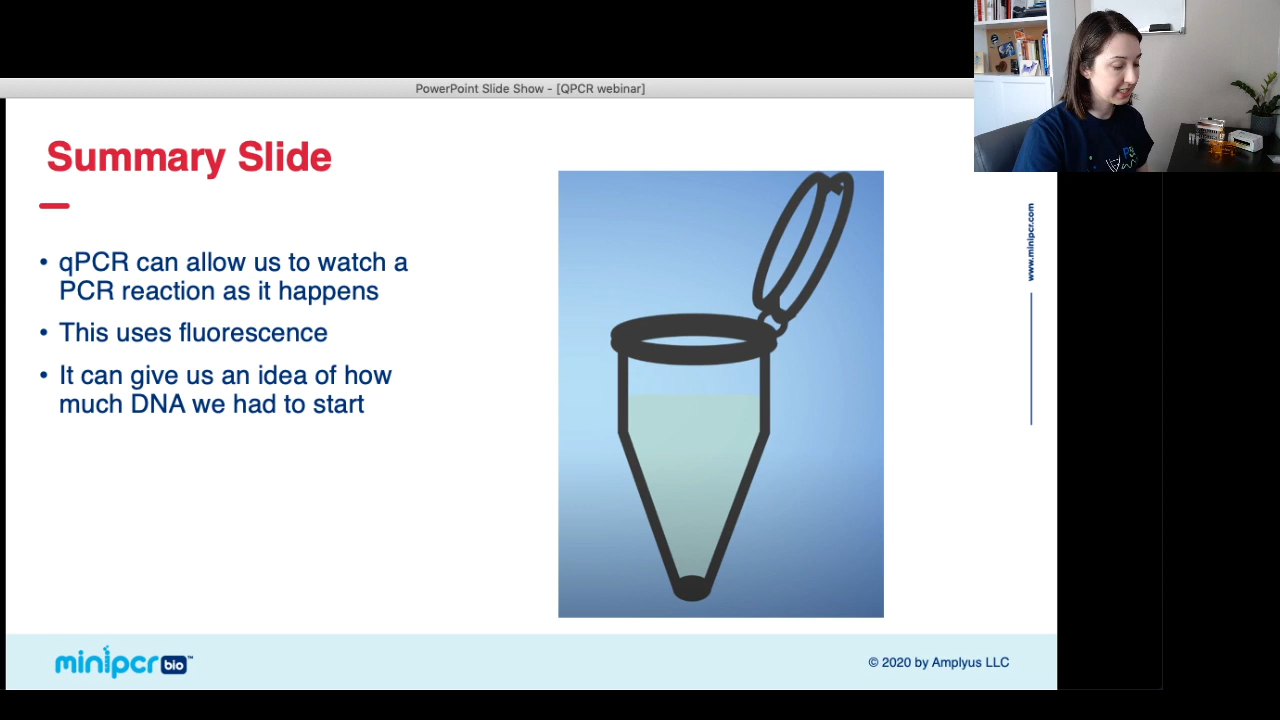 PowerPoint Slide Show - [QPCR webinar]
Summary Slide
• qPCR can allow us to watch a
PCR reaction as it happens
• This uses fluorescence
• It can give us an idea of how
much DNA we had to start
www.minipcr.com
minipcr bio™
© 2020 by Amplyus LLC